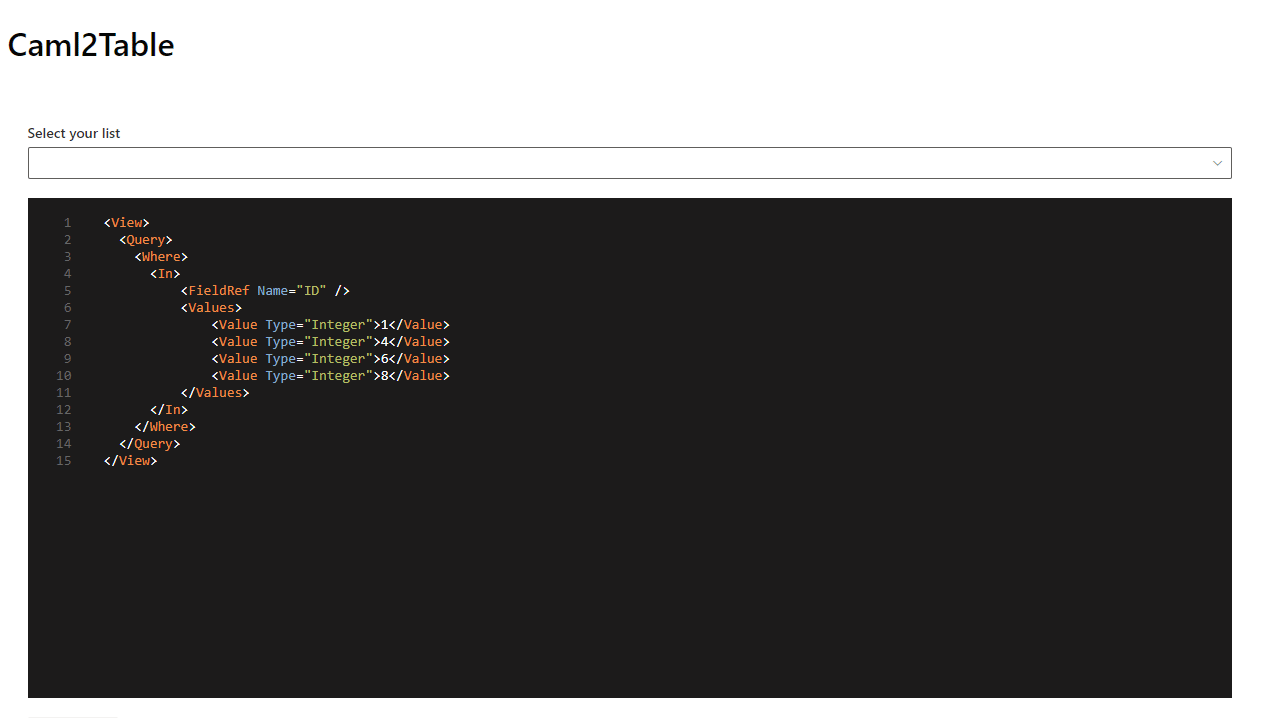 Caml2Table
Select your list
1 <View>
2 <Query>
3 <Where>
4 <In>
5 <FieldRef Name="ID" />
6 <Values>
7 <Value Type="Integer">1</Value>
8 <Value Type="Integer">4</Value>
9 <Value Type="Integer">6</Value>
10 <Value Type="Integer">8</Value>
11 </Values>
12 </In>
13 </Where>
14 </Query>
15 </View>